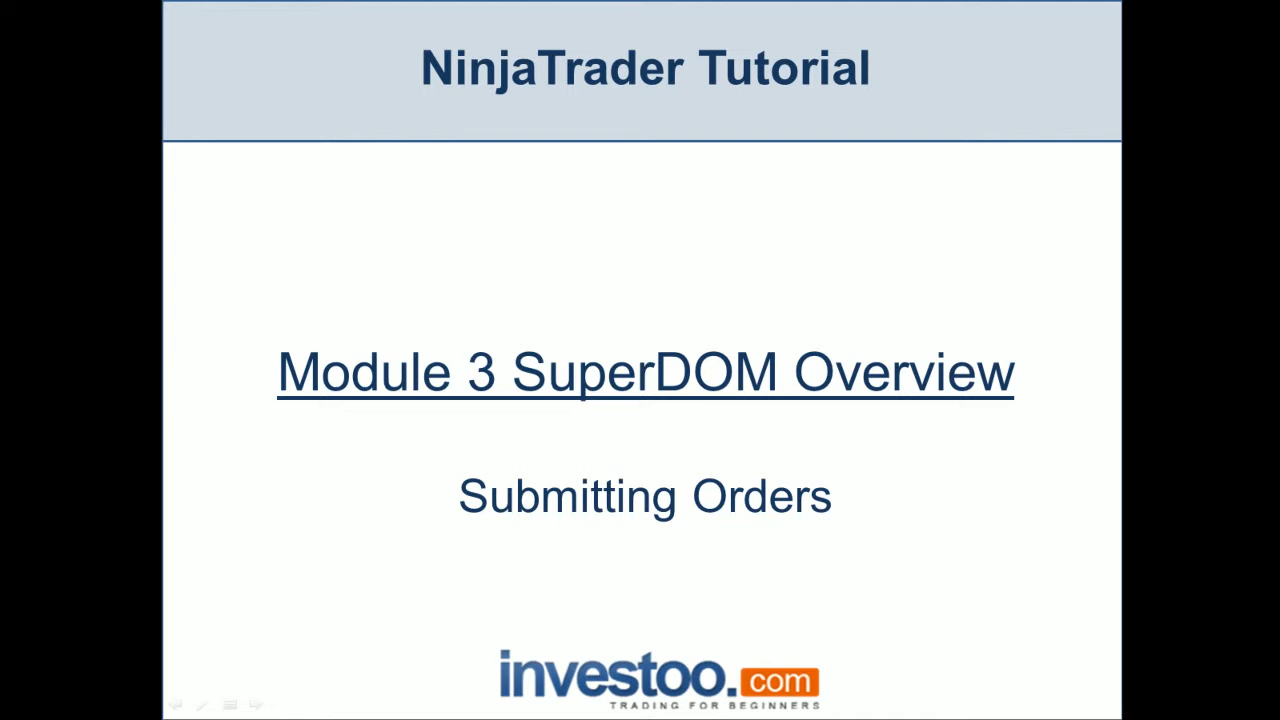 NinjaTrader Tutorial
Module 3 SuperDOM Overview
Submitting Orders
investoo.com
TRADING FOR BEGINNERS